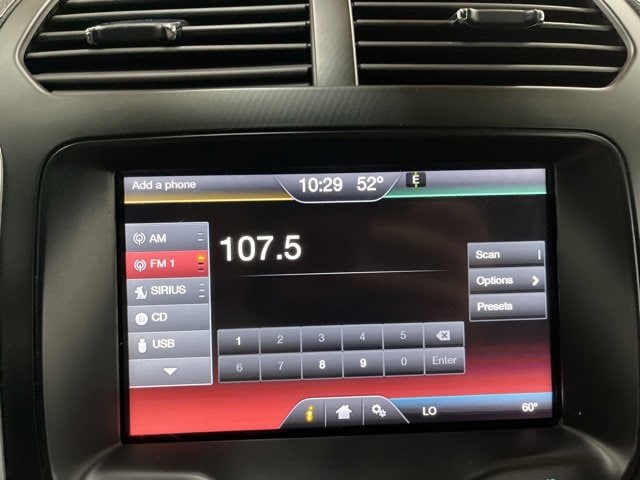 Add a phone 10:29 52° E
AM
107.5
FM 1
Scan
SIRIUS
Options
Presets
CD
1 2 3 4 5
USB
6 7 8 9 0 Enter
i LO 60°